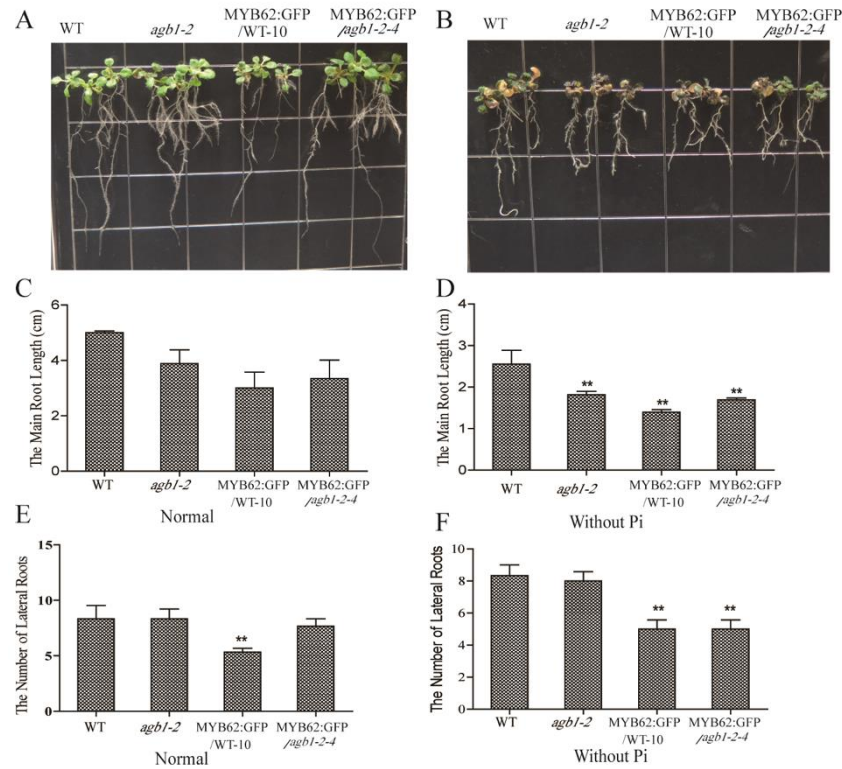 A
WT
agb1-2
MYB62:GFP
/WT-10
MYB62:GFP
/agb1-2-4
B
WT
agb1-2
MYB62:GFP
/WT-10
MYB62:GFP
/agb1-2-4
C
The Main Root Length (cm)
6
4
2
0
WT
agb1-2
MYB62:GFP
/WT-10
MYB62:GFP
/agb1-2-4
Normal
D
The Main Root Length (cm)
4
3
2
1
0
**
**
**
WT
agb1-2
MYB62:GFP
/WT-10
MYB62:GFP
/agb1-2-4
Without Pi
E
The Number of Lateral Roots
15
10
5
0
**
WT
agb1-2
MYB62:GFP
/WT-10
MYB62:GFP
/agb1-2-4
Normal
F
The Number of Lateral Roots
10
8
6
4
2
0
**
**
WT
agb1-2
MYB62:GFP
/WT-10
MYB62:GFP
/agb1-2-4
Without Pi